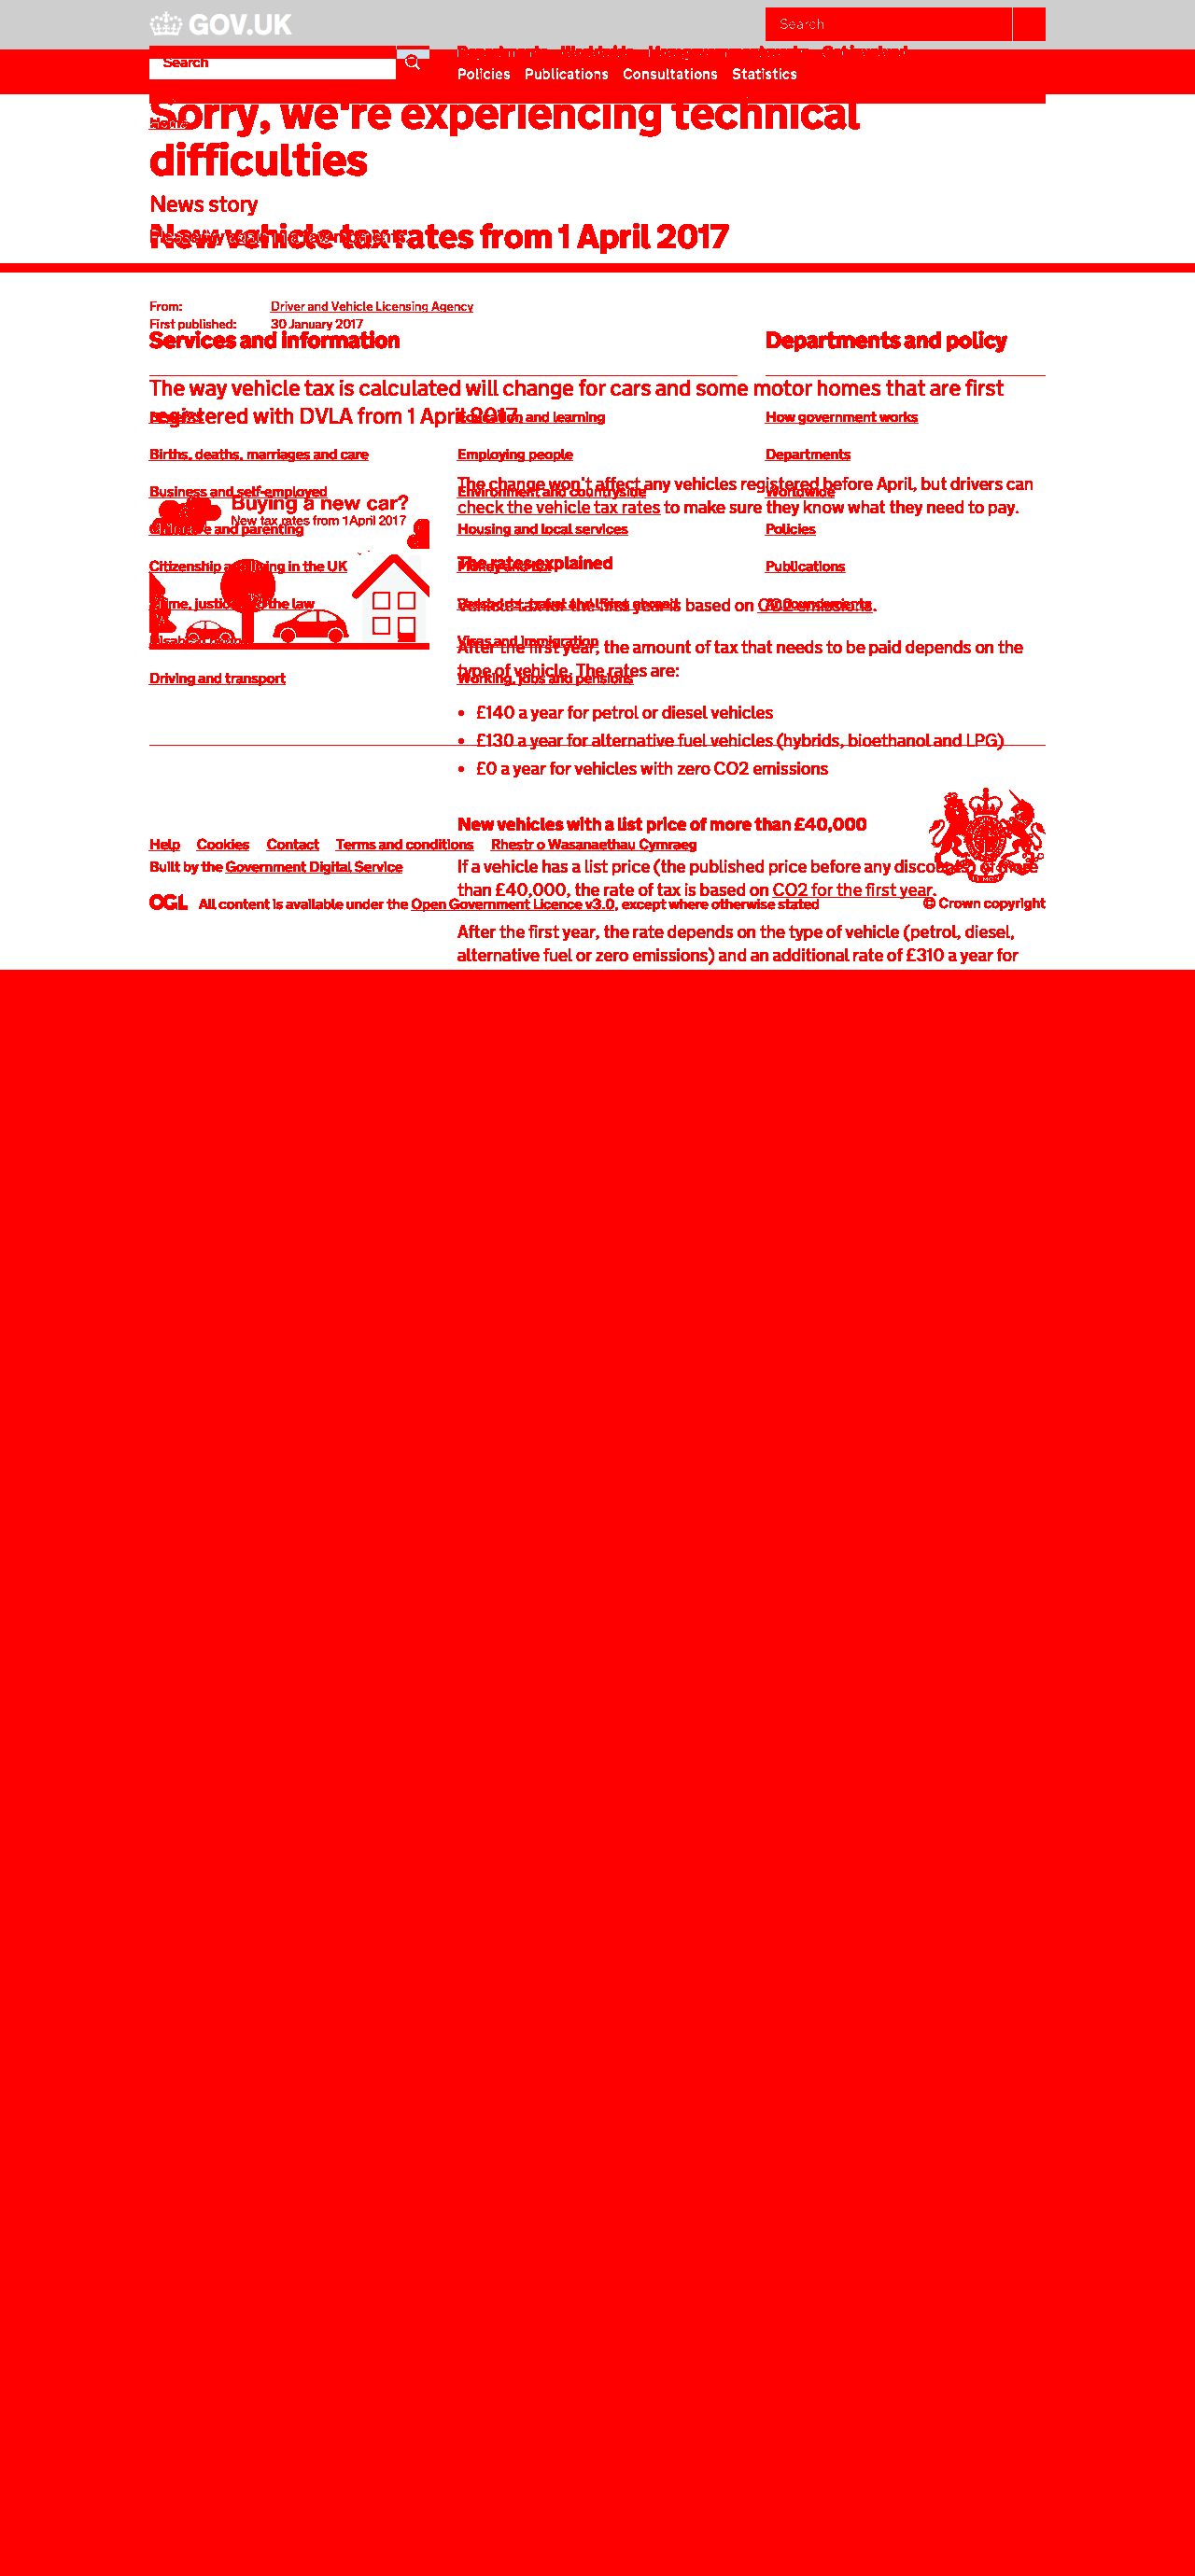 GOV.UK
Search
Search
Departments Worldwide How government works Get involved
Policies Publications Consultations Statistics
Sorry, we're experiencing technical
Home
difficulties
News story
New vehicle tax rates from 1 April 2017
From: Driver and Vehicle Licensing Agency
First published: 30 January 2017
Services and information
Departments and policy
The way vehicle tax is calculated will change for cars and some motor homes that are first
registered with DVLA from 1 April 2017.
Education and learning
How government works
Births, deaths, marriages and care
Employing people
Departments
The change won't affect any vehicles registered before April, but drivers can
Business and self-employed
Environment and countryside
Worldwide
Buying a new car?
check the vehicle tax rates to make sure they know what they need to pay.
New tax rates from 1 April 2017
and parenting
Housing and local services
Policies
Citizenship and living in the UK
The rates explained
Publications
Crime, justice and the law
Vehicle tax for the first year is based on CO2 emissions.
Visas and immigration
After the first year, the amount of tax that needs to be paid depends on the
type of vehicle. The rates are:
Driving and transport
Working, jobs and pensions
• £140 a year for petrol or diesel vehicles
• £130 a year for alternative fuel vehicles (hybrids, bioethanol and LPG)
• £0 a year for vehicles with zero CO2 emissions
New vehicles with a list price of more than £40,000
Help Cookies Contact Terms and conditions Rhestr o Wasanaethau Cymraeg
Built by the Government Digital Service
If a vehicle has a list price (the published price before any discounts) of more
than £40,000, the rate of tax is based on CO2 for the first year.
OGL All content is available under the Open Government Licence v3.0, except where otherwise stated
© Crown copyright
After the first year, the rate depends on the type of vehicle (petrol, diesel,
alternative fuel or zero emissions) and an additional rate of £310 a year for